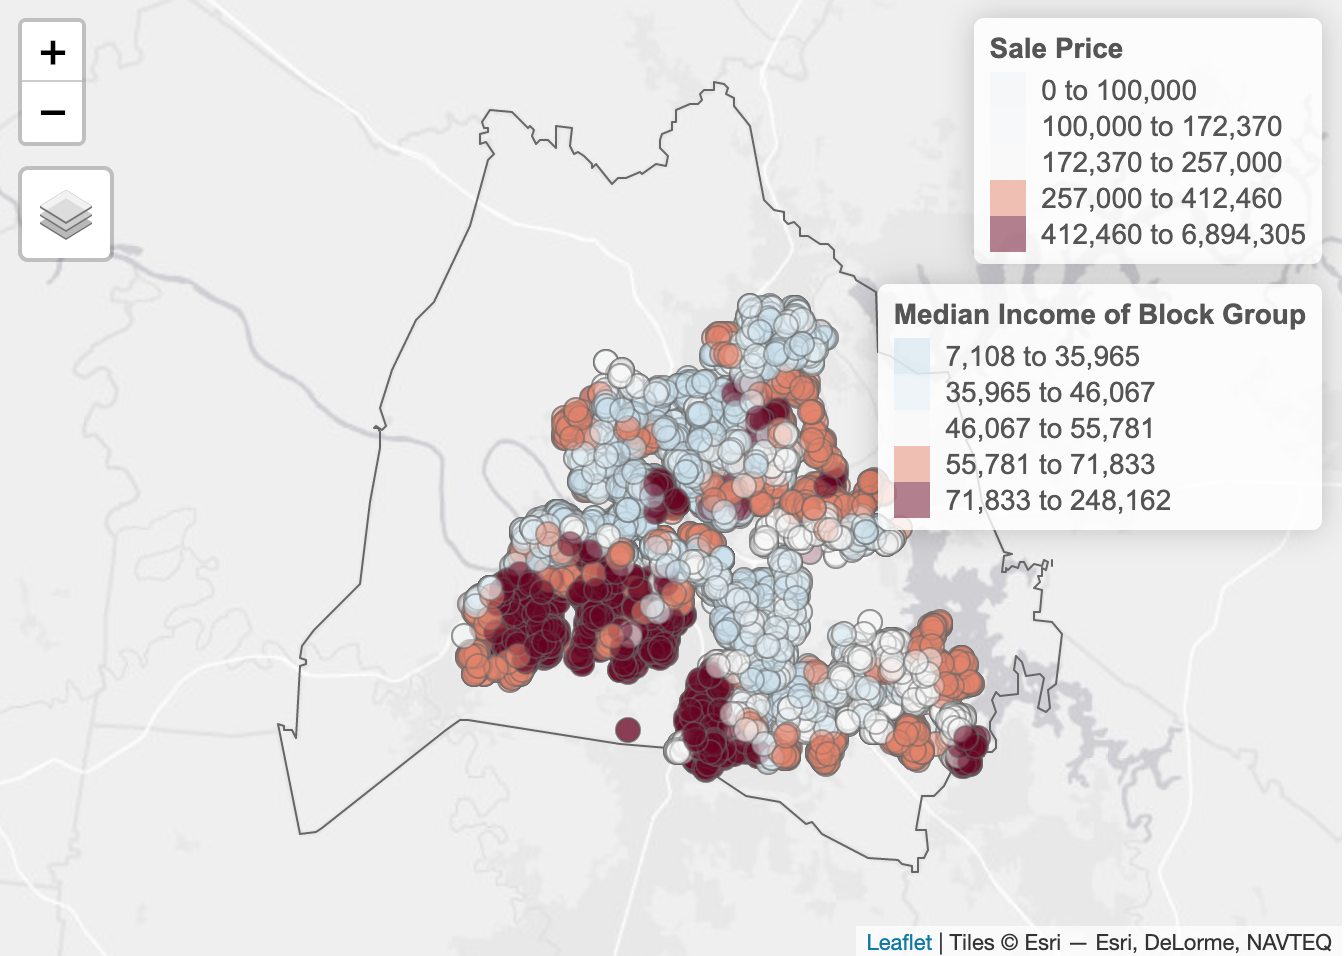 +
−
Sale Price
0 to 100,000
100,000 to 172,370
172,370 to 257,000
257,000 to 412,460
412,460 to 6,894,305
Median Income of Block Group
7,108 to 35,965
35,965 to 46,067
46,067 to 55,781
55,781 to 71,833
71,833 to 248,162
Leaflet | Tiles © Esri — Esri, DeLorme, NAVTEQ